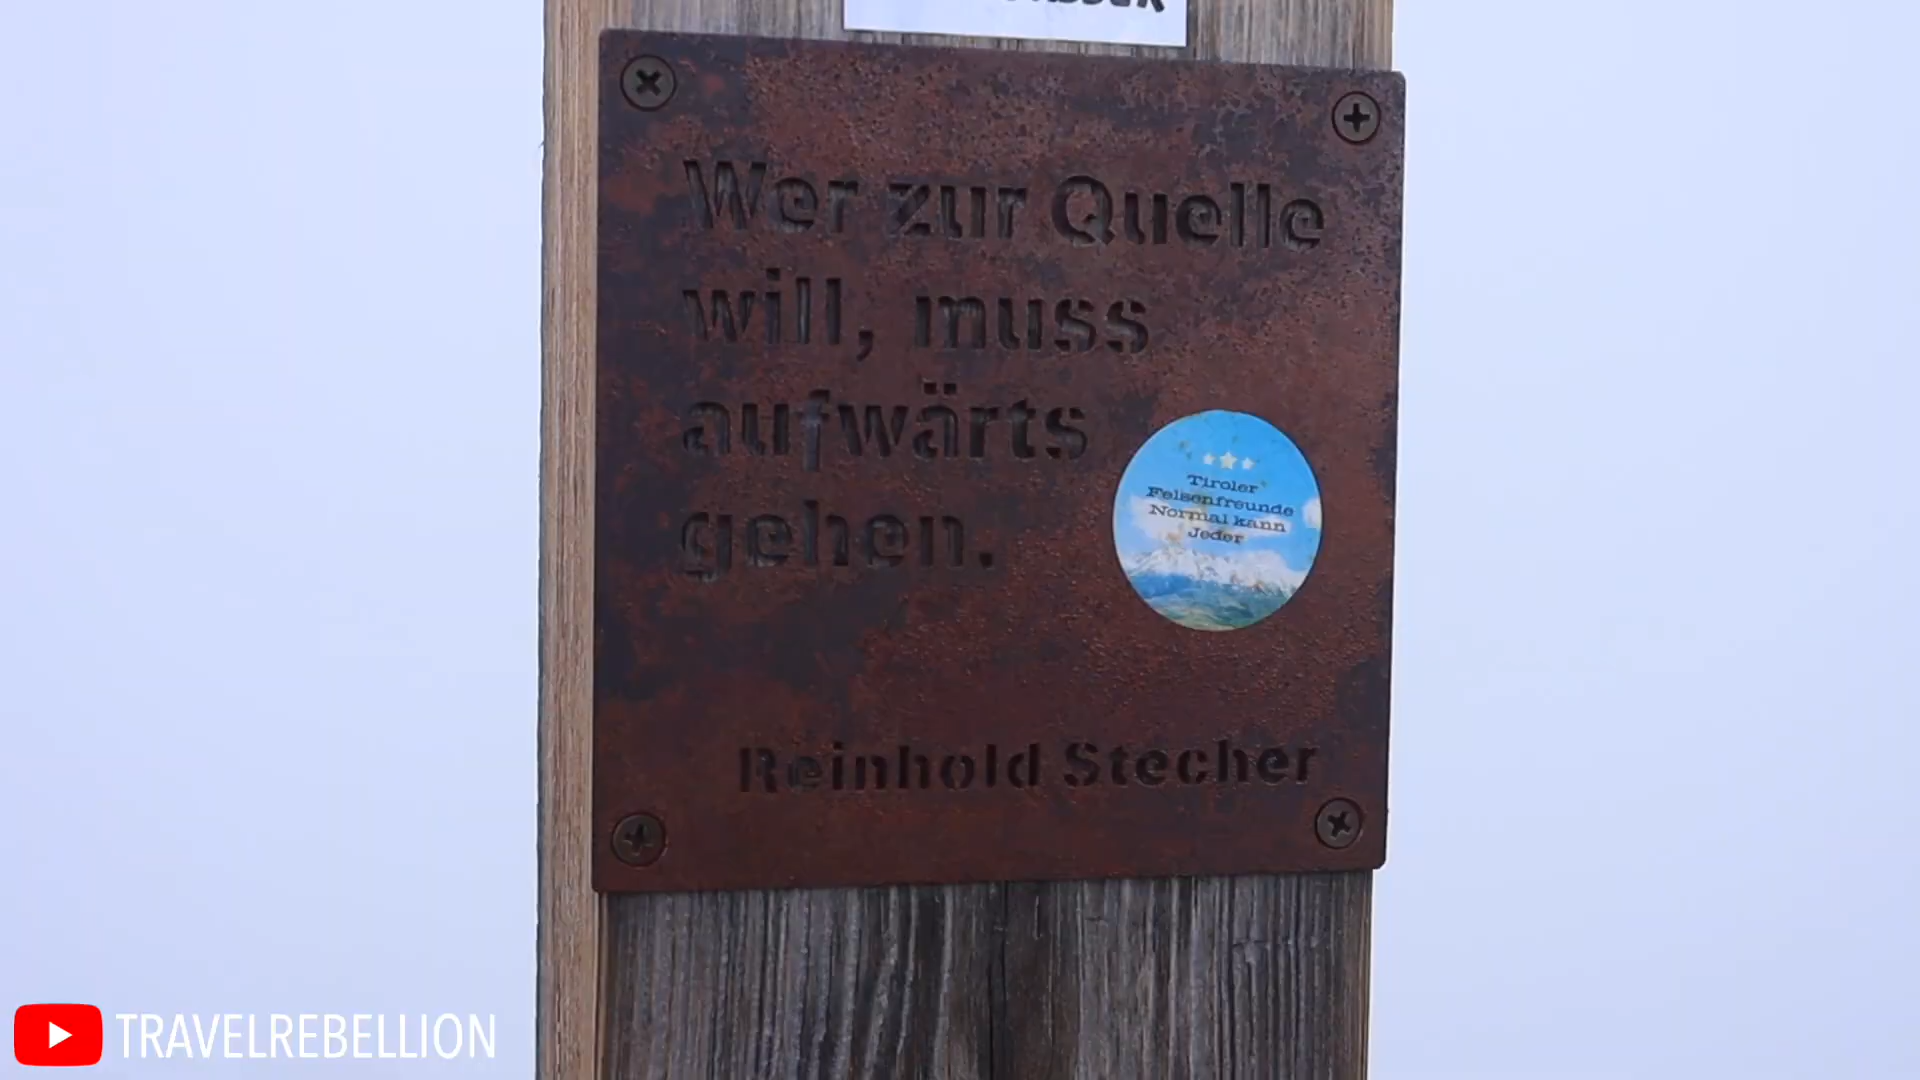 Wer zur Quelle
will, muss
aufwärts
gehen.
Tiroler
Felsenfreunde
Normal kann
Jeder
Reinhold Stecher
TRAVELREBELLION